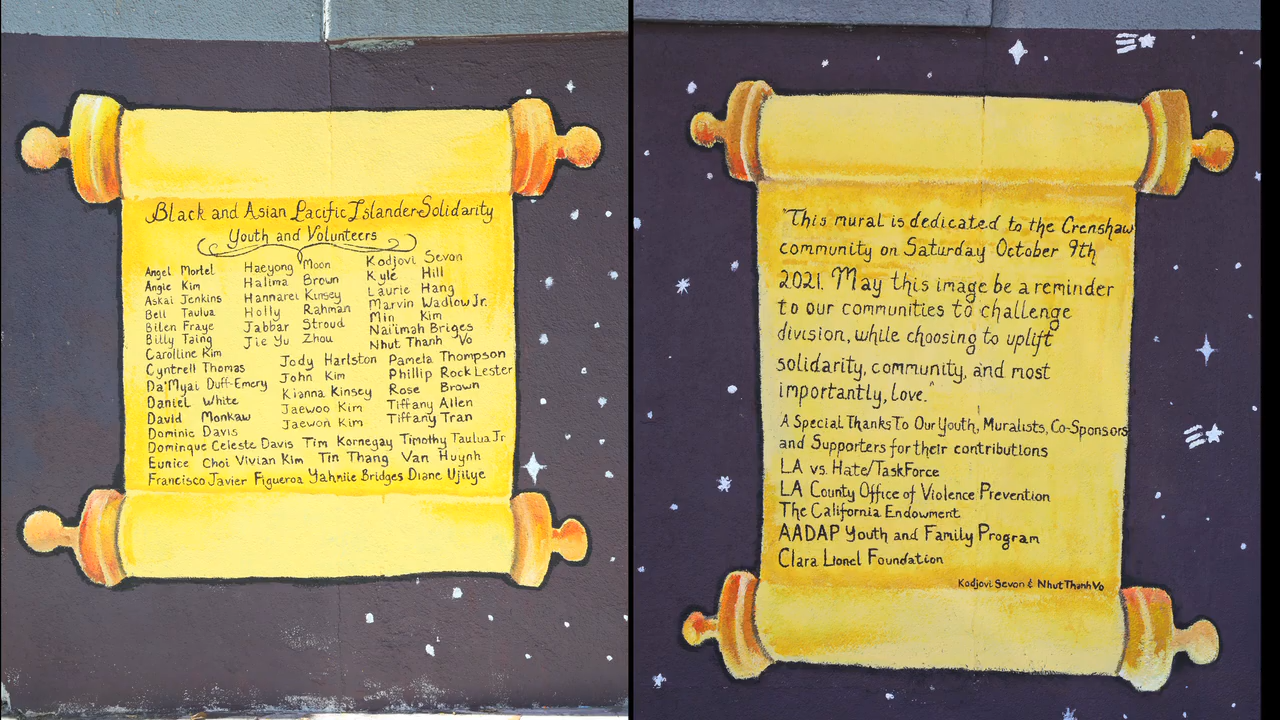 Black and Asian Pacific Islander Solidarity
Youth and Volunteers
Angel Mortel
Angie Kim
Askai Jenkins
Bell Taulua
Bilen Fraye
Billy Taing
Carolline Kim
Cyntrell Thomas
Da'Myai Duff-Emory
Daniel White
David Monkaw
Dominic Davis
Haeyong Moon
Halima Brown
Hannarei Kinsey
Holly Rahman
Jabbar Stroud
Jie Yu Zhou
Kodjovi Sevon
Kyle Hill
Laurie Hang
Marvin Wadlow Jr.
Min Kim
Nai'imah Briges
Nhut Thanh Vo
Jody Harlston
John Kim
Kianna Kinsey
Jaewoo Kim
Jaewon Kim
Pamela Thompson
Phillip Rock Lester
Rose Brown
Tiffany Allen
Tiffany Tran
Dominque Celeste Davis Tim Kornegay Timothy Taulua Jr
Eunice Choi Vivian Kim Tin Thang Van Huynh
Francisco Javier Figueroa Yahniie Bridges Diane Ujiiye
"This mural is dedicated to the Crenshaw
community on Saturday October 9th
2021. May this image be a reminder
to our communities to challenge
division, while choosing to uplift
solidarity, community, and most
importantly, love."
A Special Thanks To Our Youth, Muralists, Co-Sponsors
and Supporters for their contributions
LA vs. Hate/TaskForce
LA County Office of Violence Prevention
The California Endowment
AADAP Youth and Family Program
Clara Lionel Foundation
Kodjovi Sevon & Nhut Thanh Vo